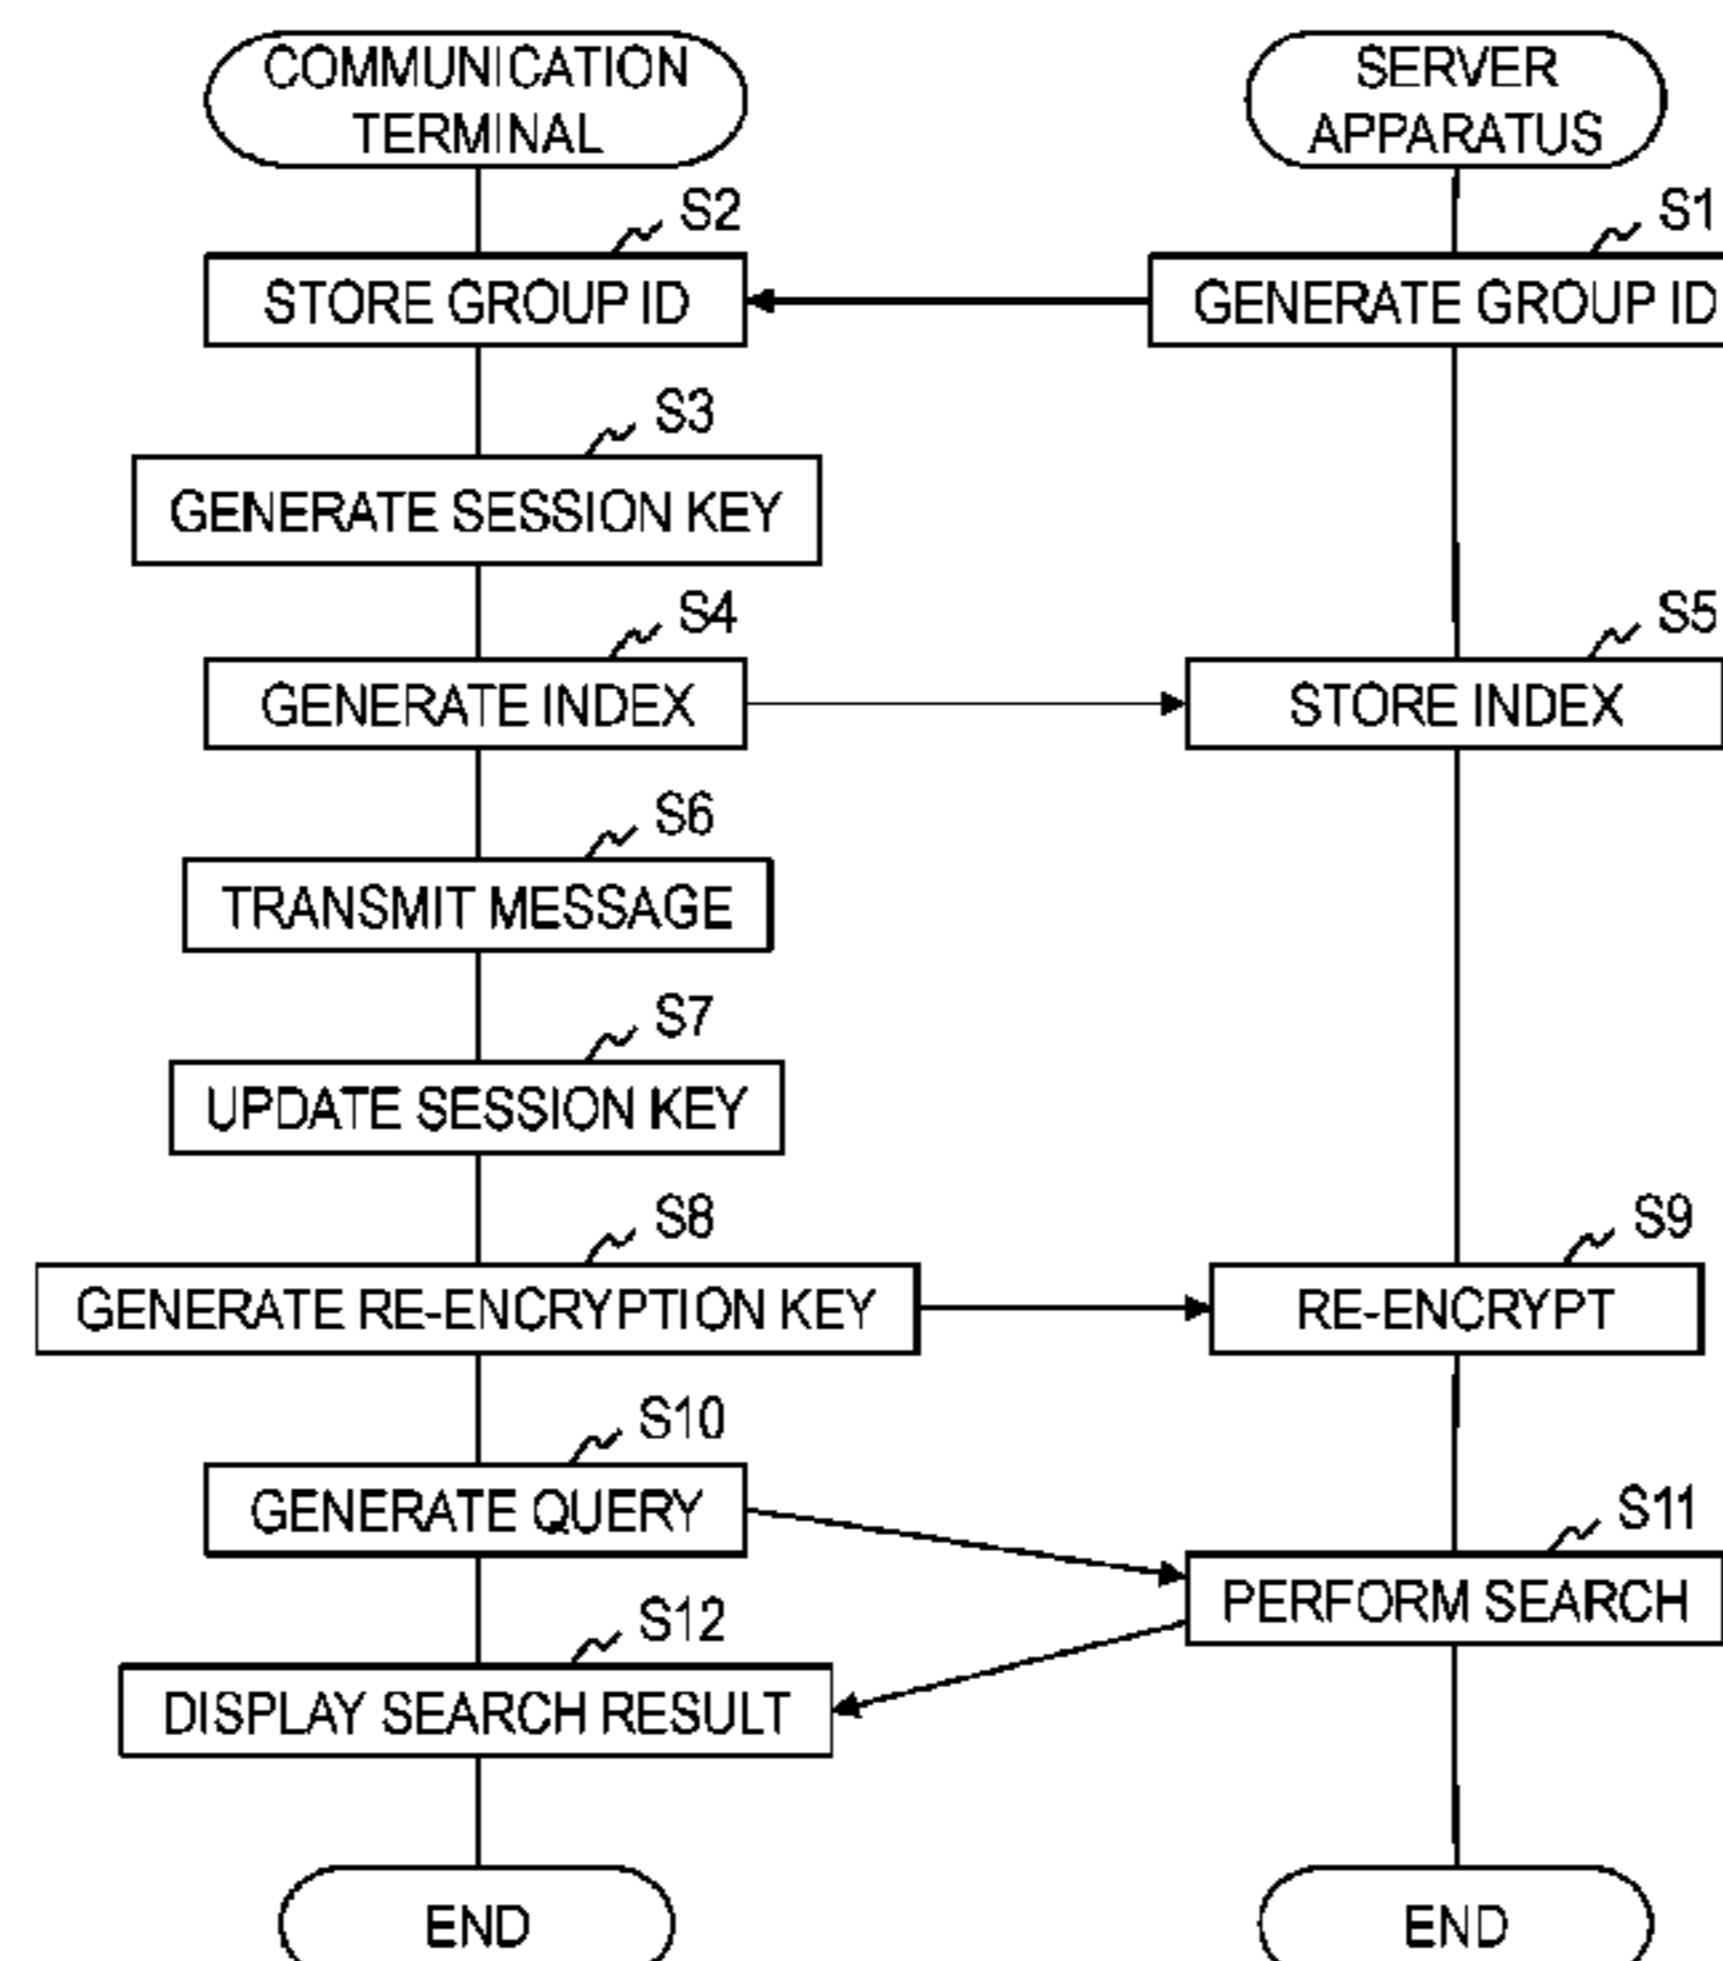 COMMUNICATION
TERMINAL
SERVER
APPARATUS
S2
S1
STORE GROUP ID
GENERATE GROUP ID
S3
GENERATE SESSION KEY
S4
S5
GENERATE INDEX
STORE INDEX
S6
TRANSMIT MESSAGE
S7
UPDATE SESSION KEY
S8
S9
GENERATE RE-ENCRYPTION KEY
RE-ENCRYPT
S10
GENERATE QUERY
S11
PERFORM SEARCH
S12
DISPLAY SEARCH RESULT
END
END